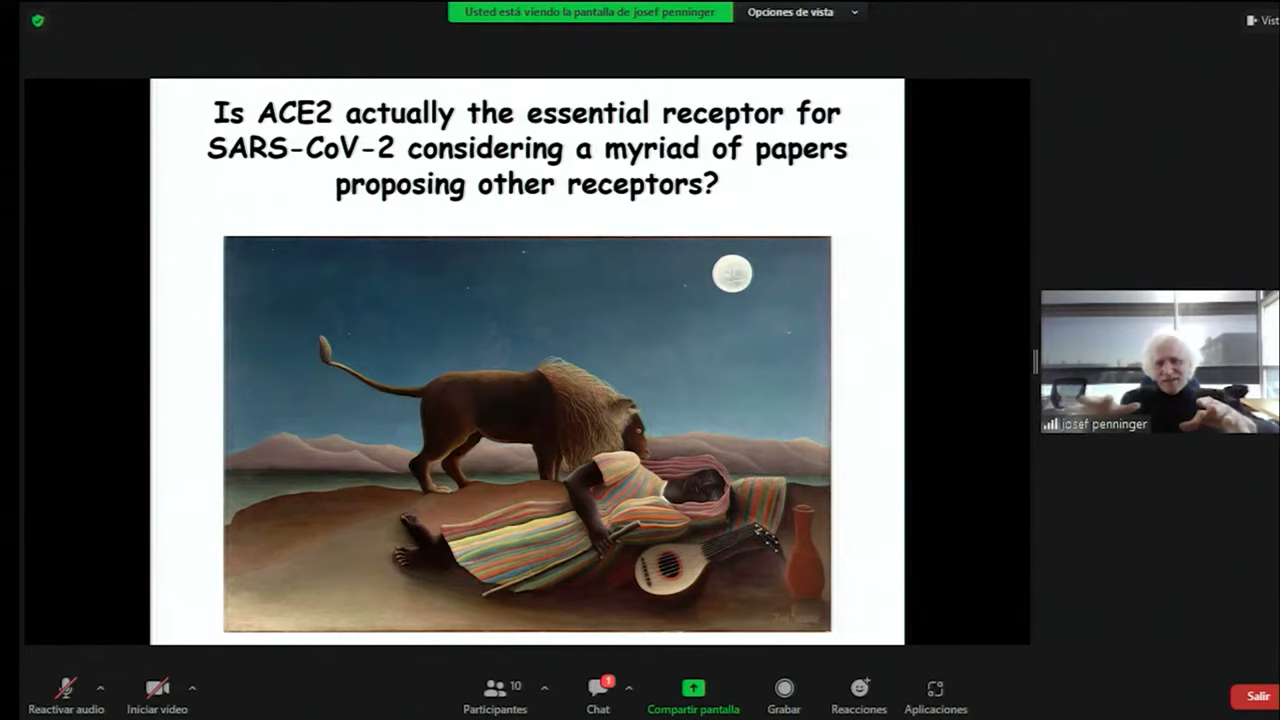 Usted está viendo la pantalla de josef penninger
Opciones de vista
Vist
Is ACE2 actually the essential receptor for
SARS-CoV-2 considering a myriad of papers
proposing other receptors?
josef penninger
Reactivar audio
Iniciar vídeo
10
Participantes
1
Chat
Compartir pantalla
Grabar
Reacciones
Aplicaciones
Salir